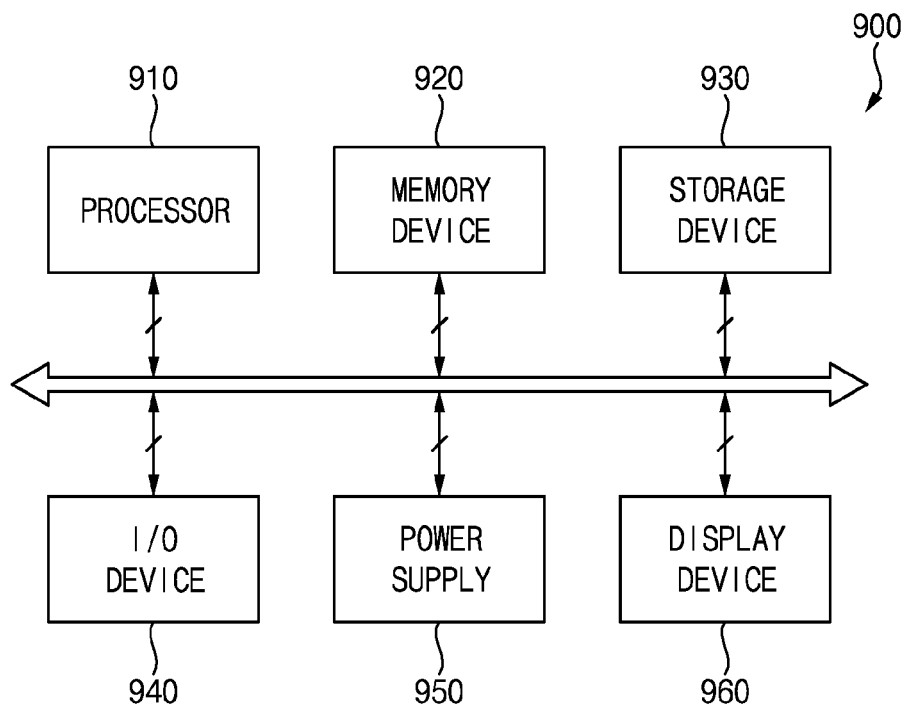 900
910
920
930
PROCESSOR
MEMORY
DEVICE
STORAGE
DEVICE
I/O
DEVICE
POWER
SUPPLY
DISPLAY
DEVICE
940
950
960